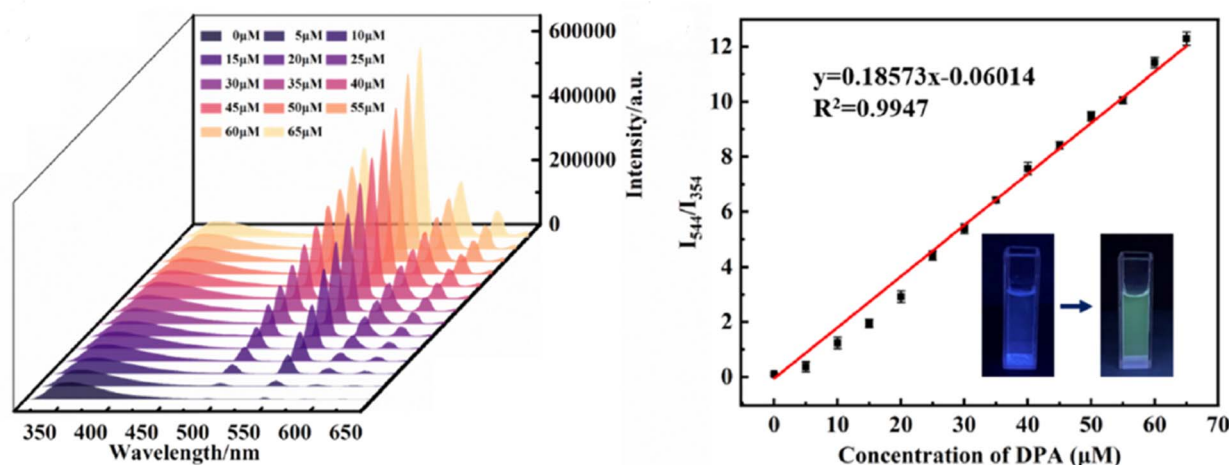 600000
400000
200000
0
Intensity/a.u.
0μM 5μM 10μM
15μM 20μM 25μM
30μM 35μM 40μM
45μM 50μM 55μM
60μM 65μM
350 400 450 500 550 600 650
Wavelength/nm
y=0.18573x-0.06014
R²=0.9947
I₅₄₄/I₃₅₄
12
10
8
6
4
2
0
0 10 20 30 40 50 60 70
Concentration of DPA (μM)